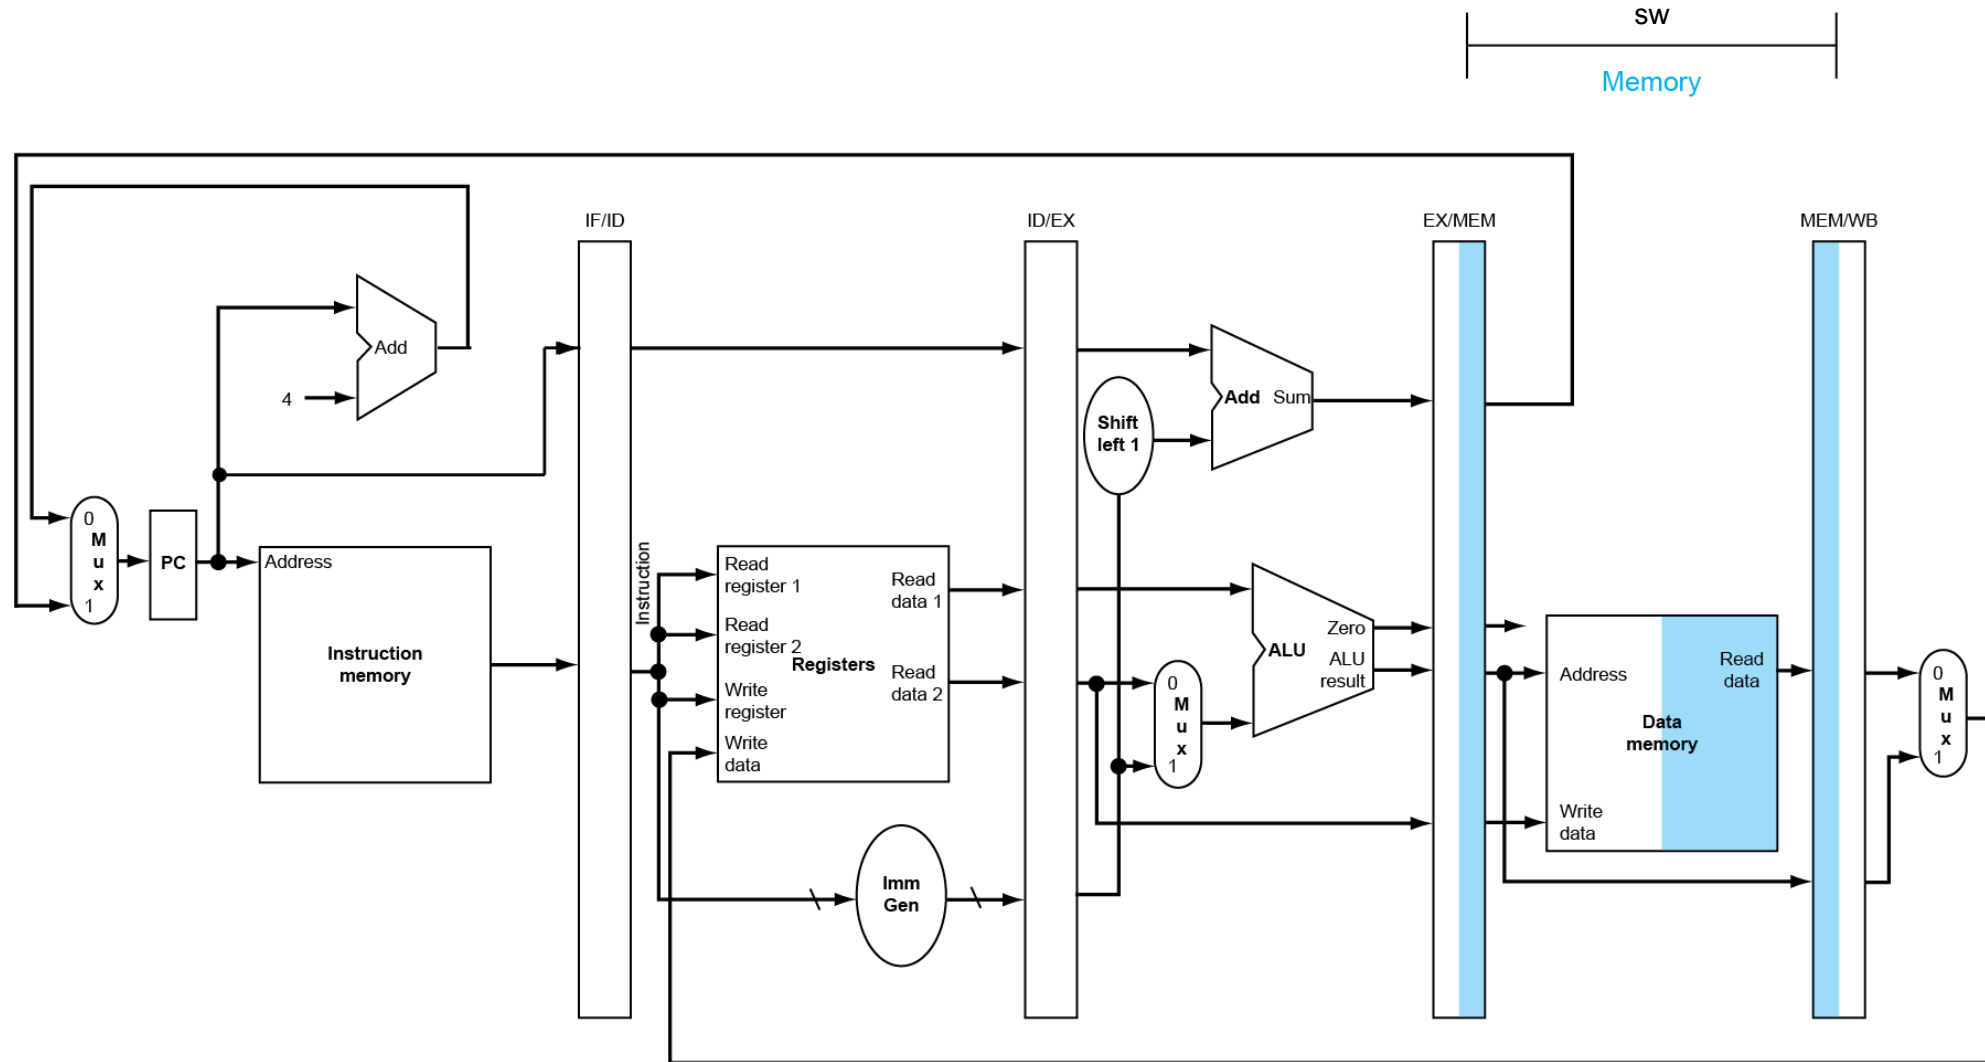 SW
Memory
IF/ID
ID/EX
EX/MEM
MEM/WB
Add
4
Add Sum
Shift
left 1
0
M
u
x
1
PC
Address
Instruction
memory
Instruction
Read
register 1
Read
register 2
Write
register
Write
data
Registers
Read
data 1
Read
data 2
Imm
Gen
0
M
u
x
1
ALU
Zero
ALU
result
Address
Read
data
Data
memory
Write
data
0
M
u
x
1